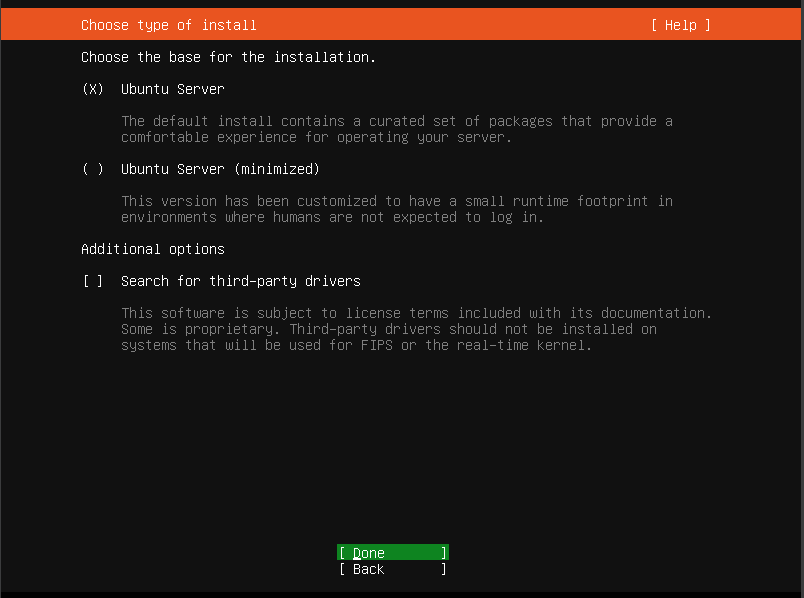 Choose type of install [ Help ]
Choose the base for the installation.
(X) Ubuntu Server
The default install contains a curated set of packages that provide a
comfortable experience for operating your server.
( ) Ubuntu Server (minimized)
This version has been customized to have a small runtime footprint in
environments where humans are not expected to log in.
Additional options
[ ] Search for third-party drivers
This software is subject to license terms included with its documentation.
Some is proprietary. Third-party drivers should not be installed on
systems that will be used for FIPS or the real-time kernel.
[ Done ]
[ Back ]